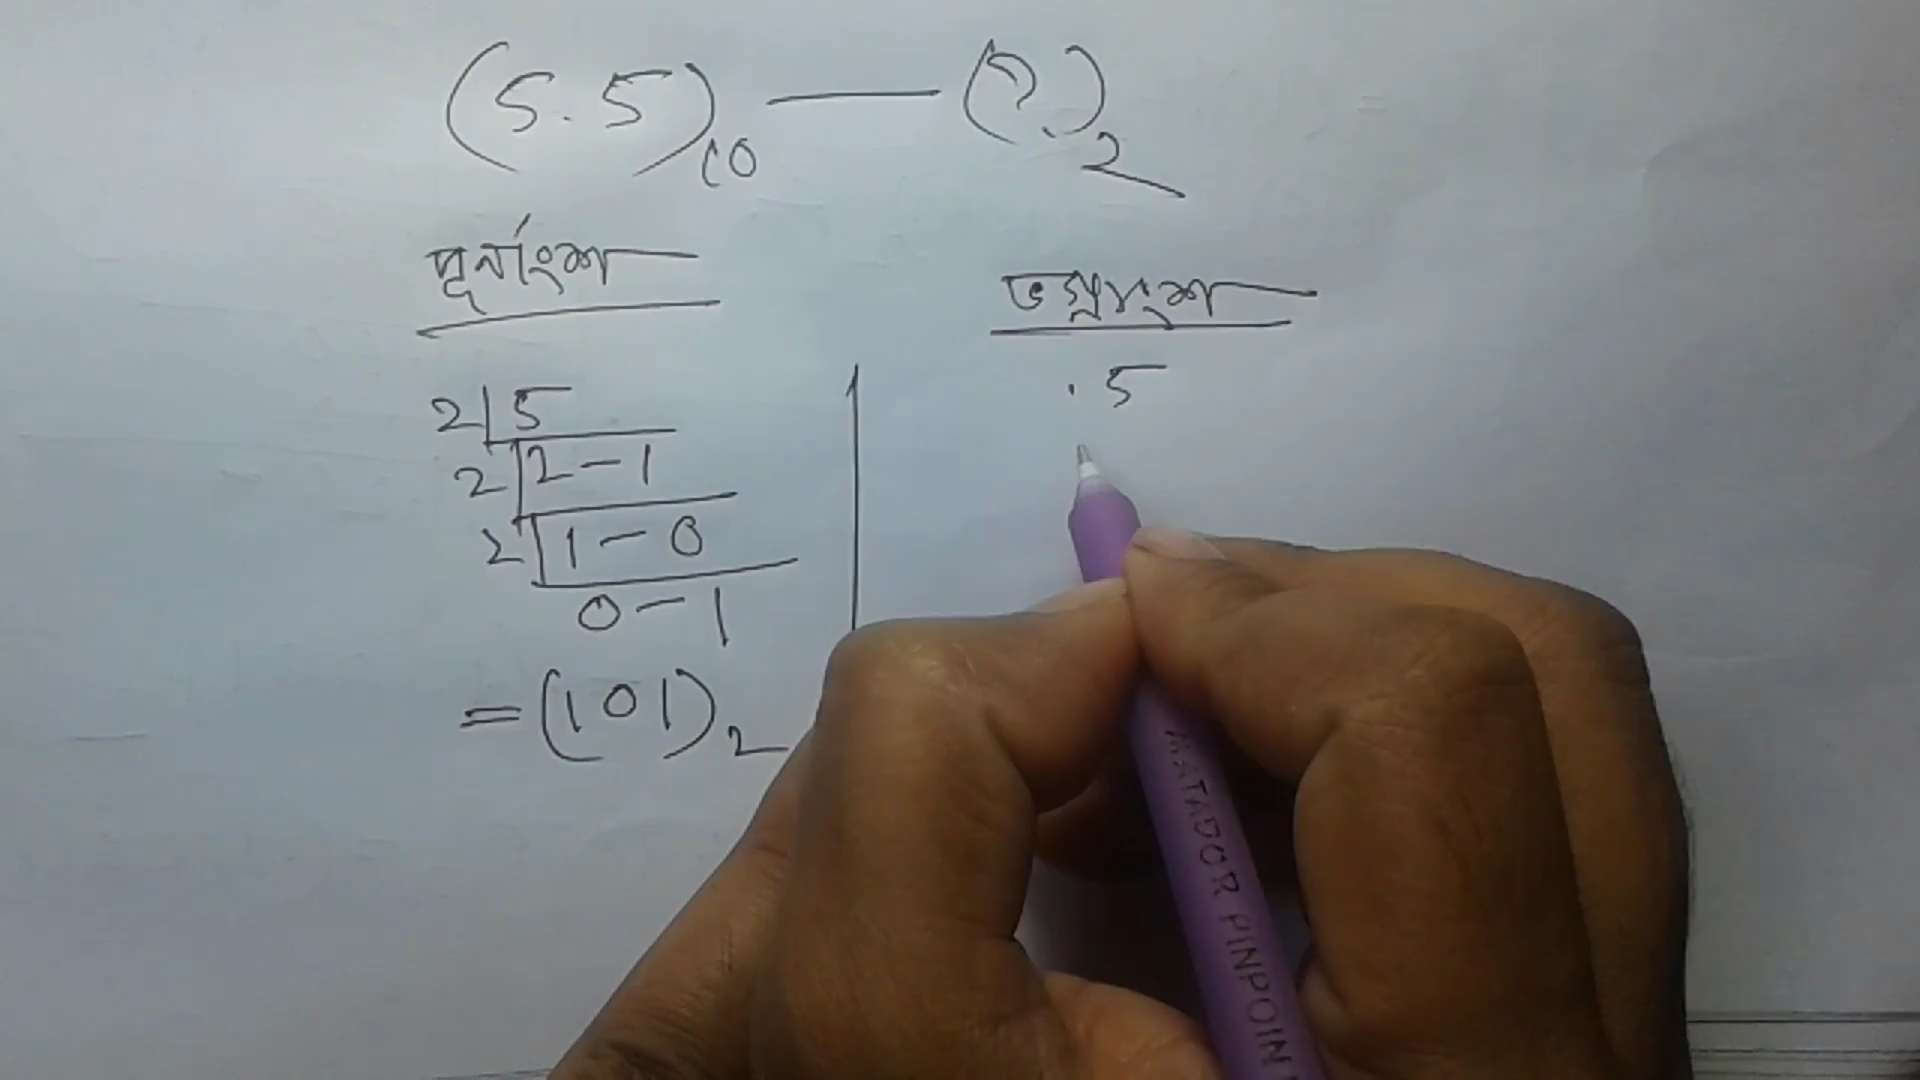 (5.5)10 — (?)2
পূর্নাংশ
2|5
2|2-1
2|1-0
0-1
=(101)2
ভগ্নাংশ
.5
MATADOR PINPOIN